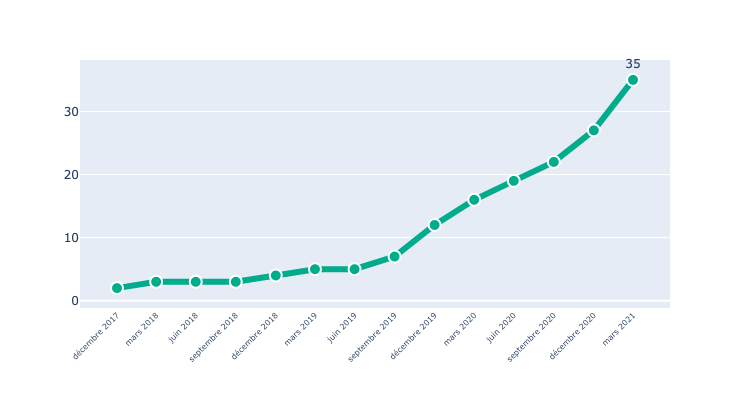 35
30
20
10
0
décembre 2017
mars 2018
juin 2018
septembre 2018
décembre 2018
mars 2019
juin 2019
septembre 2019
décembre 2019
mars 2020
juin 2020
septembre 2020
décembre 2020
mars 2021